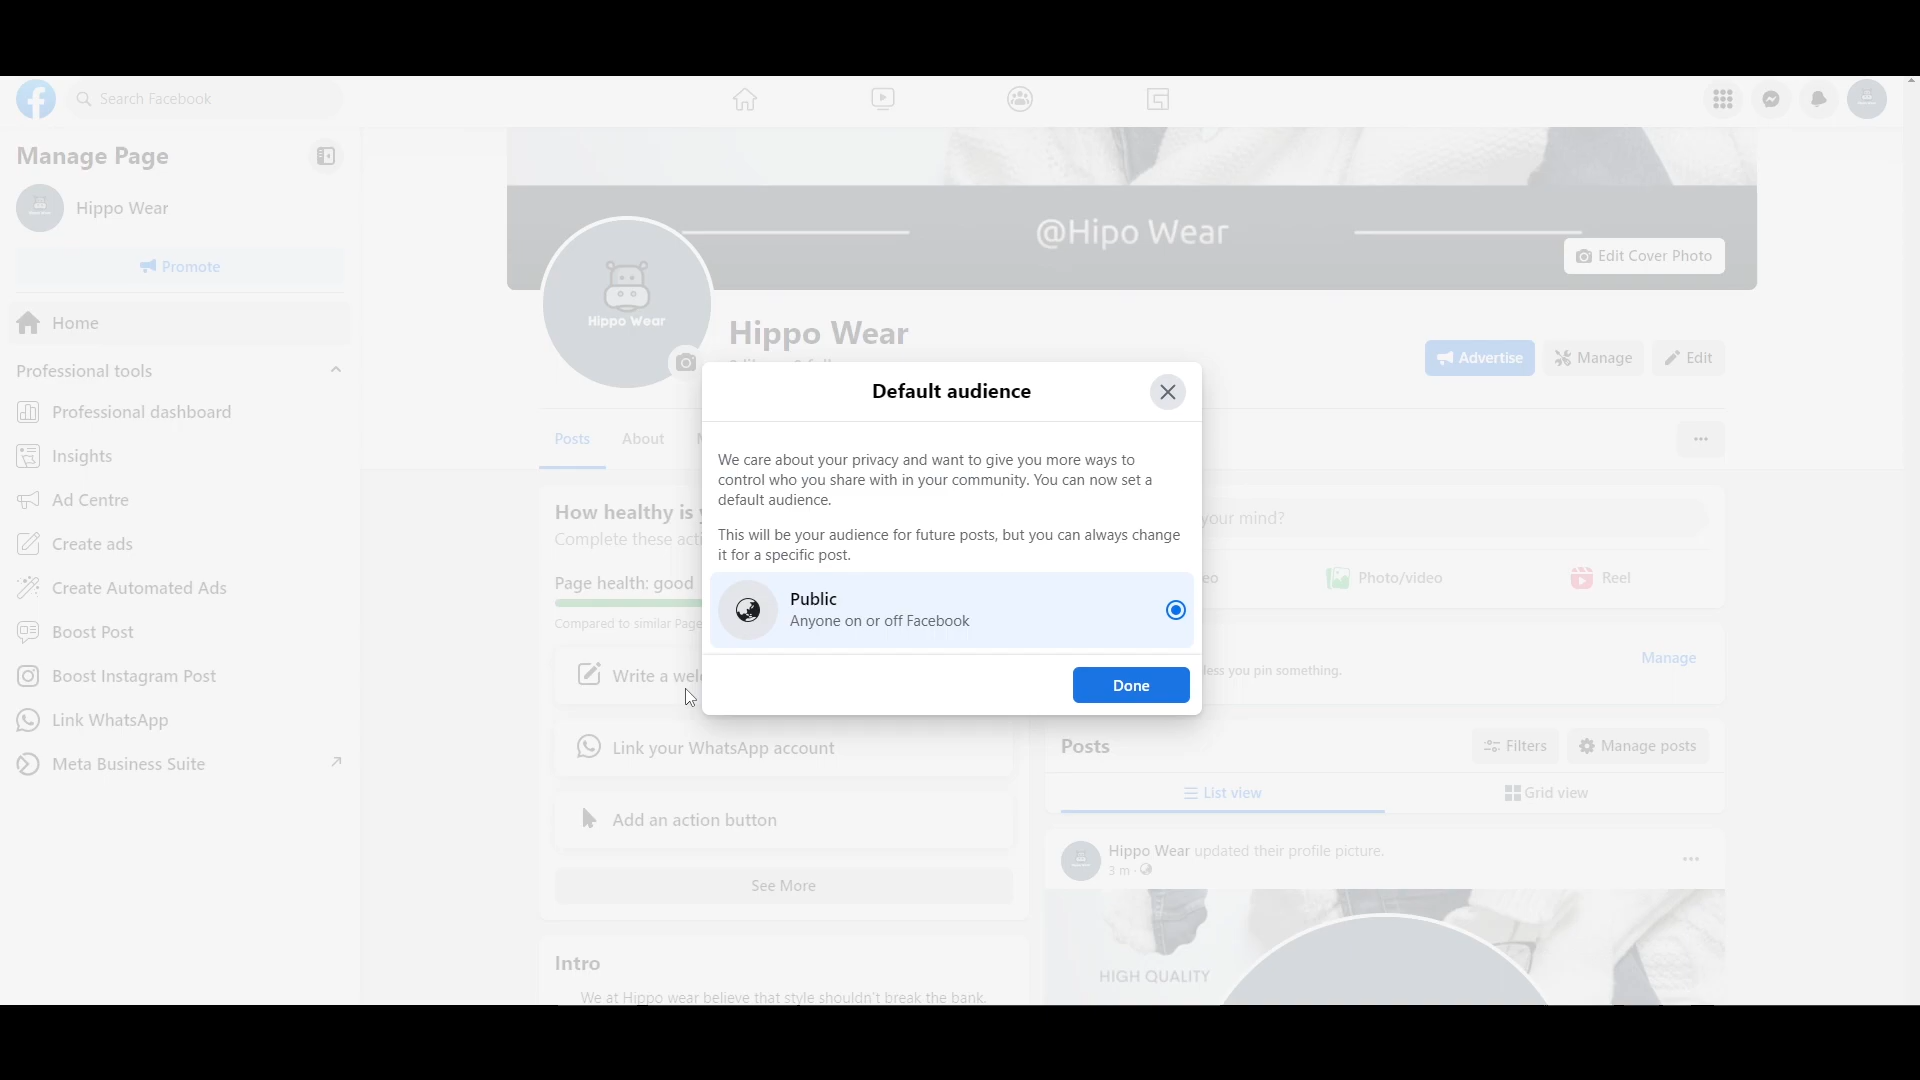 Search Facebook
Manage Page
Hippo Wear
Promote
Home
Professional tools
Professional dashboard
Insights
Ad Centre
Create ads
Create Automated Ads
Boost Post
Boost Instagram Post
Link WhatsApp
Meta Business Suite
@Hipo Wear
Edit Cover Photo
Hippo Wear
Hippo Wear
Advertise
Manage
Edit
Posts
About
Default audience
We care about your privacy and want to give you more ways to
control who you share with in your community. You can now set a
default audience.
This will be your audience for future posts, but you can always change
it for a specific post.
Public
Anyone on or off Facebook
Done
How healthy is
Complete these
Page health: good
Compared to similar Page
Write a
Link your WhatsApp account
Add an action button
See More
Intro
We at Hippo wear believe that style shouldn't break the bank.
your mind?
Photo/video
Reel
Manage
you pin something.
Posts
Filters
Manage posts
List view
Grid view
Hippo Wear updated their profile picture.
3 m ·
HIGH QUALITY